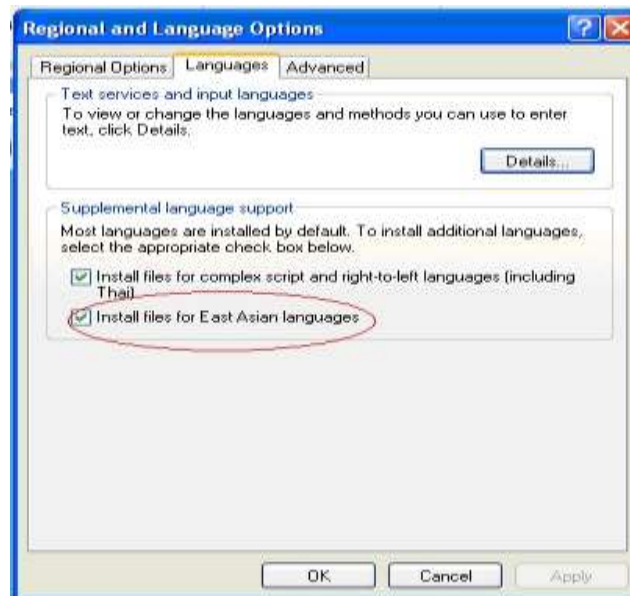 Regional and Language Options
Regional Options Languages Advanced
Text services and input languages
To view or change the languages and methods you can use to enter
text, click Details.
Details...
Supplemental language support
Most languages are installed by default. To install additional languages,
select the appropriate check box below.
Install files for complex script and right-to-left languages (including
Thai)
Install files for East Asian languages
OK Cancel Apply